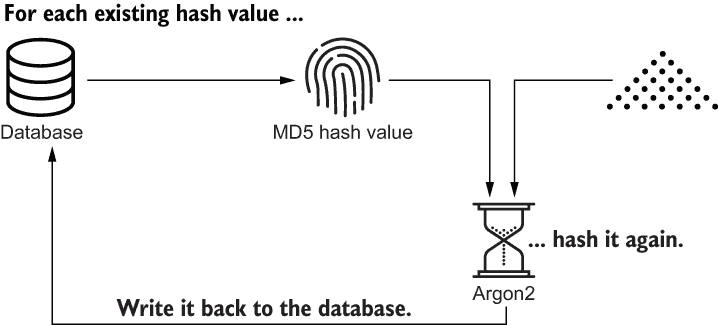 For each existing hash value ...
Database
MD5 hash value
... hash it again.
Argon2
Write it back to the database.